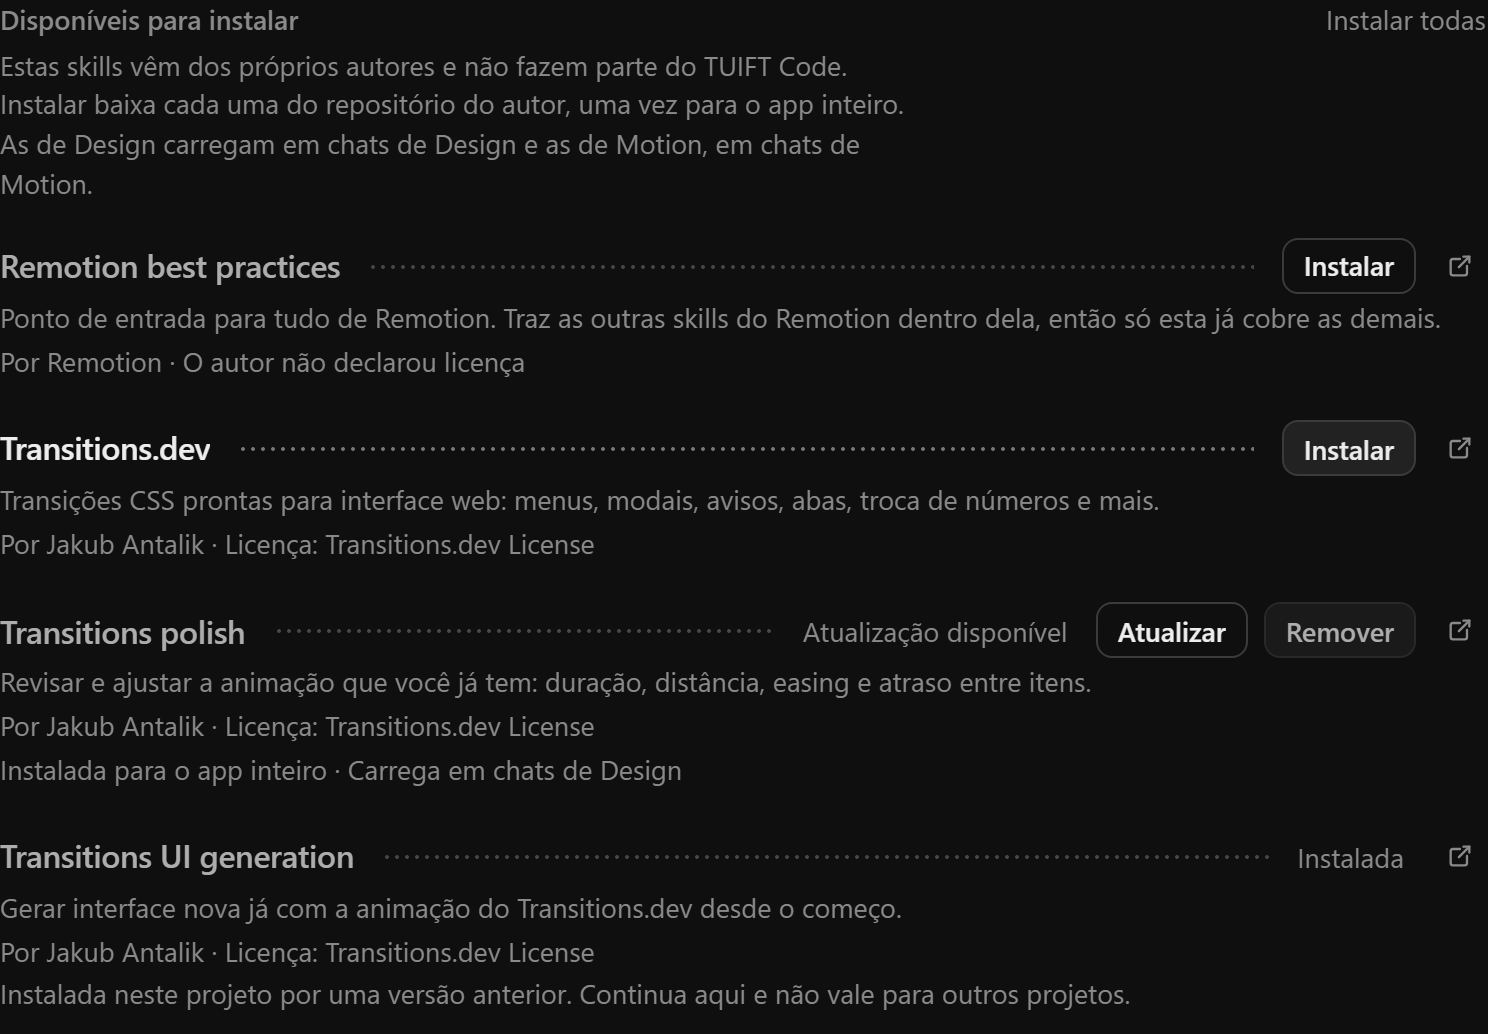 Disponíveis para instalar
Instalar todas
Estas skills vêm dos próprios autores e não fazem parte do TUIFT Code.
Instalar baixa cada uma do repositório do autor, uma vez para o app inteiro.
As de Design carregam em chats de Design e as de Motion, em chats de
Motion.
Remotion best practices
Instalar
Ponto de entrada para tudo de Remotion. Traz as outras skills do Remotion dentro dela, então só esta já cobre as demais.
Por Remotion · O autor não declarou licença
Transitions.dev
Instalar
Transições CSS prontas para interface web: menus, modais, avisos, abas, troca de números e mais.
Por Jakub Antalik · Licença: Transitions.dev License
Transitions polish
Atualização disponível
Atualizar
Remover
Revisar e ajustar a animação que você já tem: duração, distância, easing e atraso entre itens.
Por Jakub Antalik · Licença: Transitions.dev License
Instalada para o app inteiro · Carrega em chats de Design
Transitions UI generation
Instalada
Gerar interface nova já com a animação do Transitions.dev desde o começo.
Por Jakub Antalik · Licença: Transitions.dev License
Instalada neste projeto por uma versão anterior. Continua aqui e não vale para outros projetos.